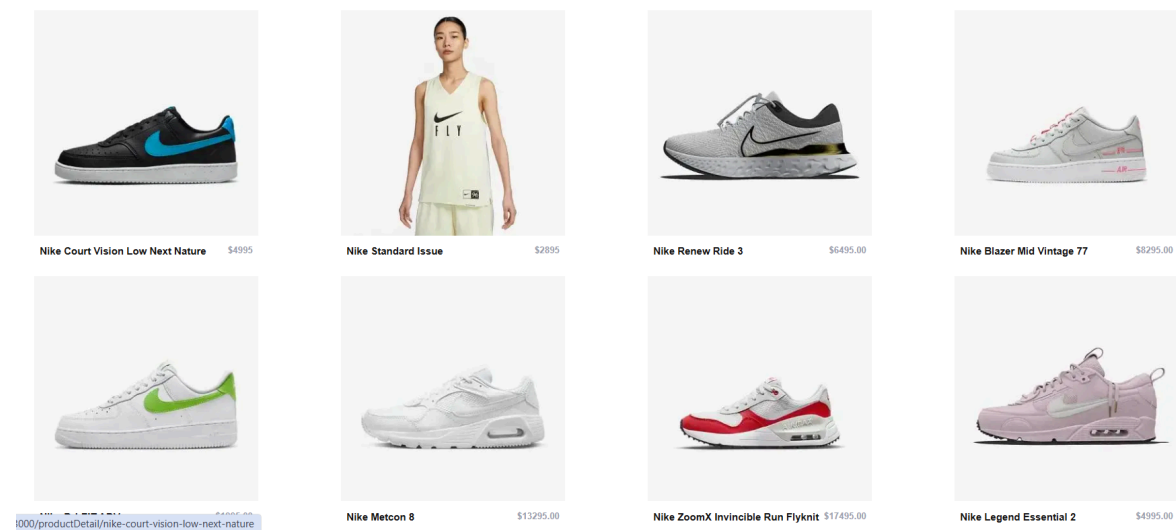 FLY
Nike Court Vision Low Next Nature $4995
Nike Standard Issue $2895
Nike Renew Ride 3 $6495.00
Nike Blazer Mid Vintage 77 $8295.00
Nike Metcon 8 $13295.00
Nike ZoomX Invincible Run Flyknit $17495.00
Nike Legend Essential 2 $4995.00
3000/productDetail/nike-court-vision-low-next-nature